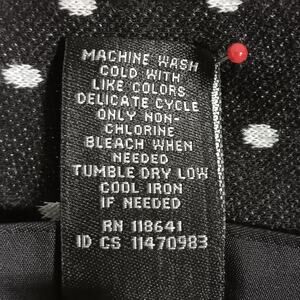 MACHINE WASH
COLD WITH
LIKE COLORS
DELICATE CYCLE
ONLY NON-
CHLORINE
BLEACH WHEN
NEEDED
TUMBLE DRY LOW
COOL IRON
IF NEEDED
RN 118641
ID CS 11470983